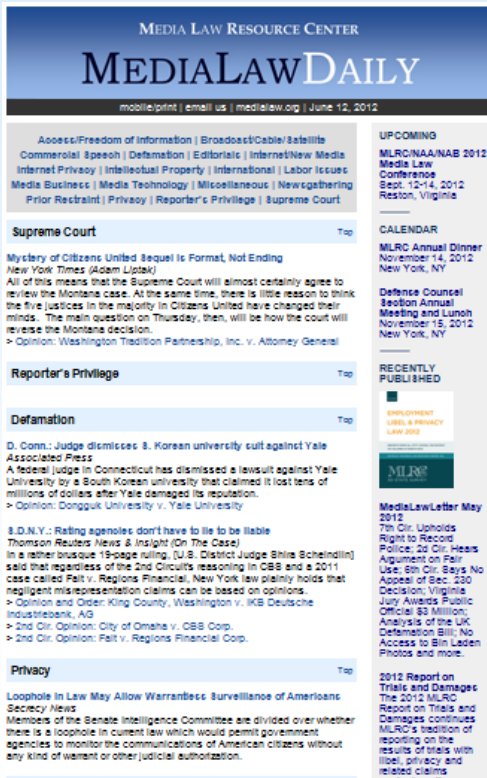 MEDIA LAW RESOURCE CENTER
MEDIALAWDAILY
mobile/print | email us | medialaw.org | June 12, 2012
Access/Freedom of Information | Broadcast/Cable/Satellite
Commercial Speech | Defamation | Editorials | Internet/New Media
Internet Privacy | Intellectual Property | International | Labor Issues
Media Business | Media Technology | Miscellaneous | Newsgathering
Prior Restraint | Privacy | Reporter's Privilege | Supreme Court
Supreme Court Top
Mystery of Citizens United Sequel is Format, Not Ending
New York Times (Adam Liptak)
All of this means that the Supreme Court will almost certainly agree to
review the Montana case. At the same time, there is little reason to think
the five justices in the majority in Citizens United have changed their
minds. The main question on Thursday, then, will be how the court will
reverse the Montana decision.
> Opinion: Washington Tradition Partnership, Inc. v. Attorney General
Reporter's Privilege Top
Defamation Top
D. Conn.: Judge dismisses S. Korean university suit against Yale
Associated Press
A federal judge in Connecticut has dismissed a lawsuit against Yale
University by a South Korean university that claimed it lost tens of
millions of dollars after Yale damaged its reputation.
> Opinion: Dongguk University v. Yale University
S.D.N.Y.: Rating agencies don't have to lie to be liable
Thomson Reuters News & Insight (On The Case)
In a rather brusque 19-page ruling, [U.S. District Judge Shira Scheindlin]
said that regardless of the 2nd Circuit's reasoning in CBS and a 2011
case called Fait v. Regions Financial, New York law plainly holds that
negligent misrepresentation claims can be based on opinions.
> Opinion and Order: King County, Washington v. IKB Deutsche
Industriebank, AG
> 2nd Cir. Opinion: City of Omaha v. CBS Corp.
> 2nd Cir. Opinion: Fait v. Regions Financial Corp.
Privacy Top
Loophole in Law May Allow Warrantless Surveillance of Americans
Secrecy News
Members of the Senate Intelligence Committee are divided over whether
there is a loophole in current law which would permit government
agencies to monitor the communications of American citizens without
any kind of warrant or other judicial authorization.
UPCOMING
MLRC/NAA/NAB 2012
Media Law
Conference
Sept. 12-14, 2012
Reston, Virginia
CALENDAR
MLRC Annual Dinner
November 14, 2012
New York, NY
Defense Counsel
Section Annual
Meeting and Lunch
November 15, 2012
New York, NY
RECENTLY
PUBLISHED
EMPLOYMENT
LIBEL & PRIVACY
LAW 2012
MLRC
MediaLawLetter May
2012
7th Cir. Upholds
Right to Record
Police; 2d Cir. Hears
Argument on Fair
Use; 6th Cir. Says No
Appeal of Sec. 230
Decision; Virginia
Jury Awards Public
Official $3 Million;
Analysis of the UK
Defamation Bill; No
Access to Bin Laden
Photos and more.
2012 Report on
Trials and Damages
The 2012 MLRC
Report on Trials and
Damages continues
MLRC's tradition of
reporting on the
results of trials with
libel, privacy and
related claims